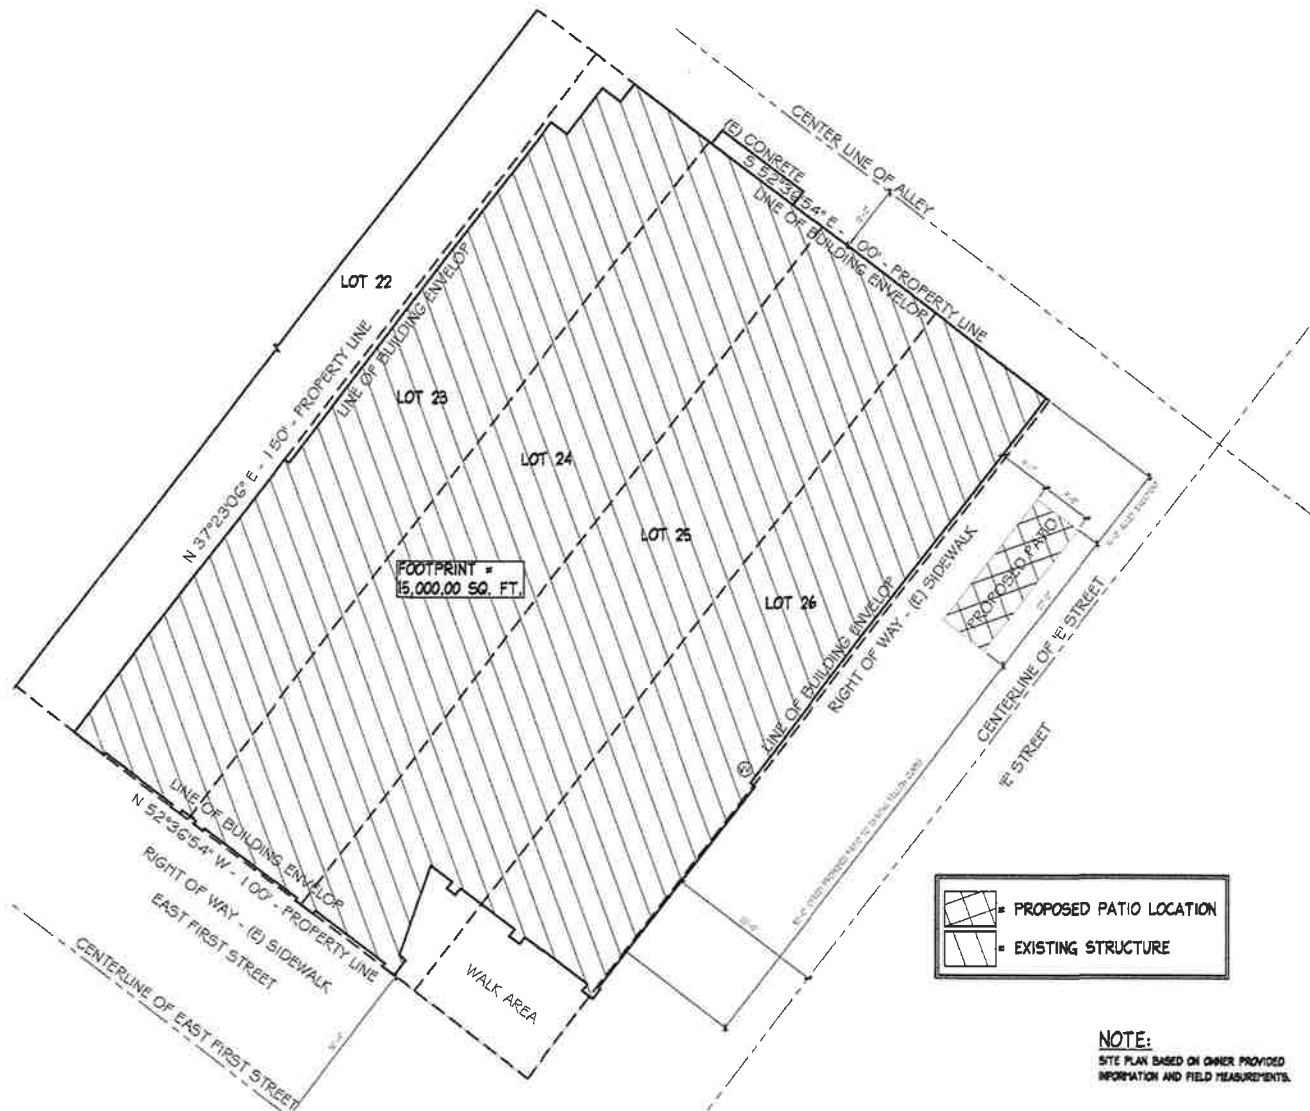 CENTER LINE OF ALLEY
(E) CONRETE
S 52°36'54" E - 100' - PROPERTY LINE
LINE OF BUILDING ENVELOP
LOT 22
N 37°23'06" E - 150' - PROPERTY LINE
LINE OF BUILDING ENVELOP
LOT 23
LOT 24
LOT 25
LOT 26
FOOTPRINT =
15,000.00 SQ. FT.
PROPOSED PATIO
LINE OF BUILDING ENVELOP
RIGHT OF WAY - (E) SIDEWALK
CENTERLINE OF 'E' STREET
'E' STREET
LINE OF BUILDING ENVELOP
N 52°36'54" W - 100' - PROPERTY LINE
RIGHT OF WAY - (E) SIDEWALK
EAST FIRST STREET
CENTERLINE OF EAST FIRST STREET
WALK AREA
= PROPOSED PATIO LOCATION
= EXISTING STRUCTURE
NOTE:
SITE PLAN BASED ON OWNER PROVIDED
INFORMATION AND FIELD MEASUREMENTS.